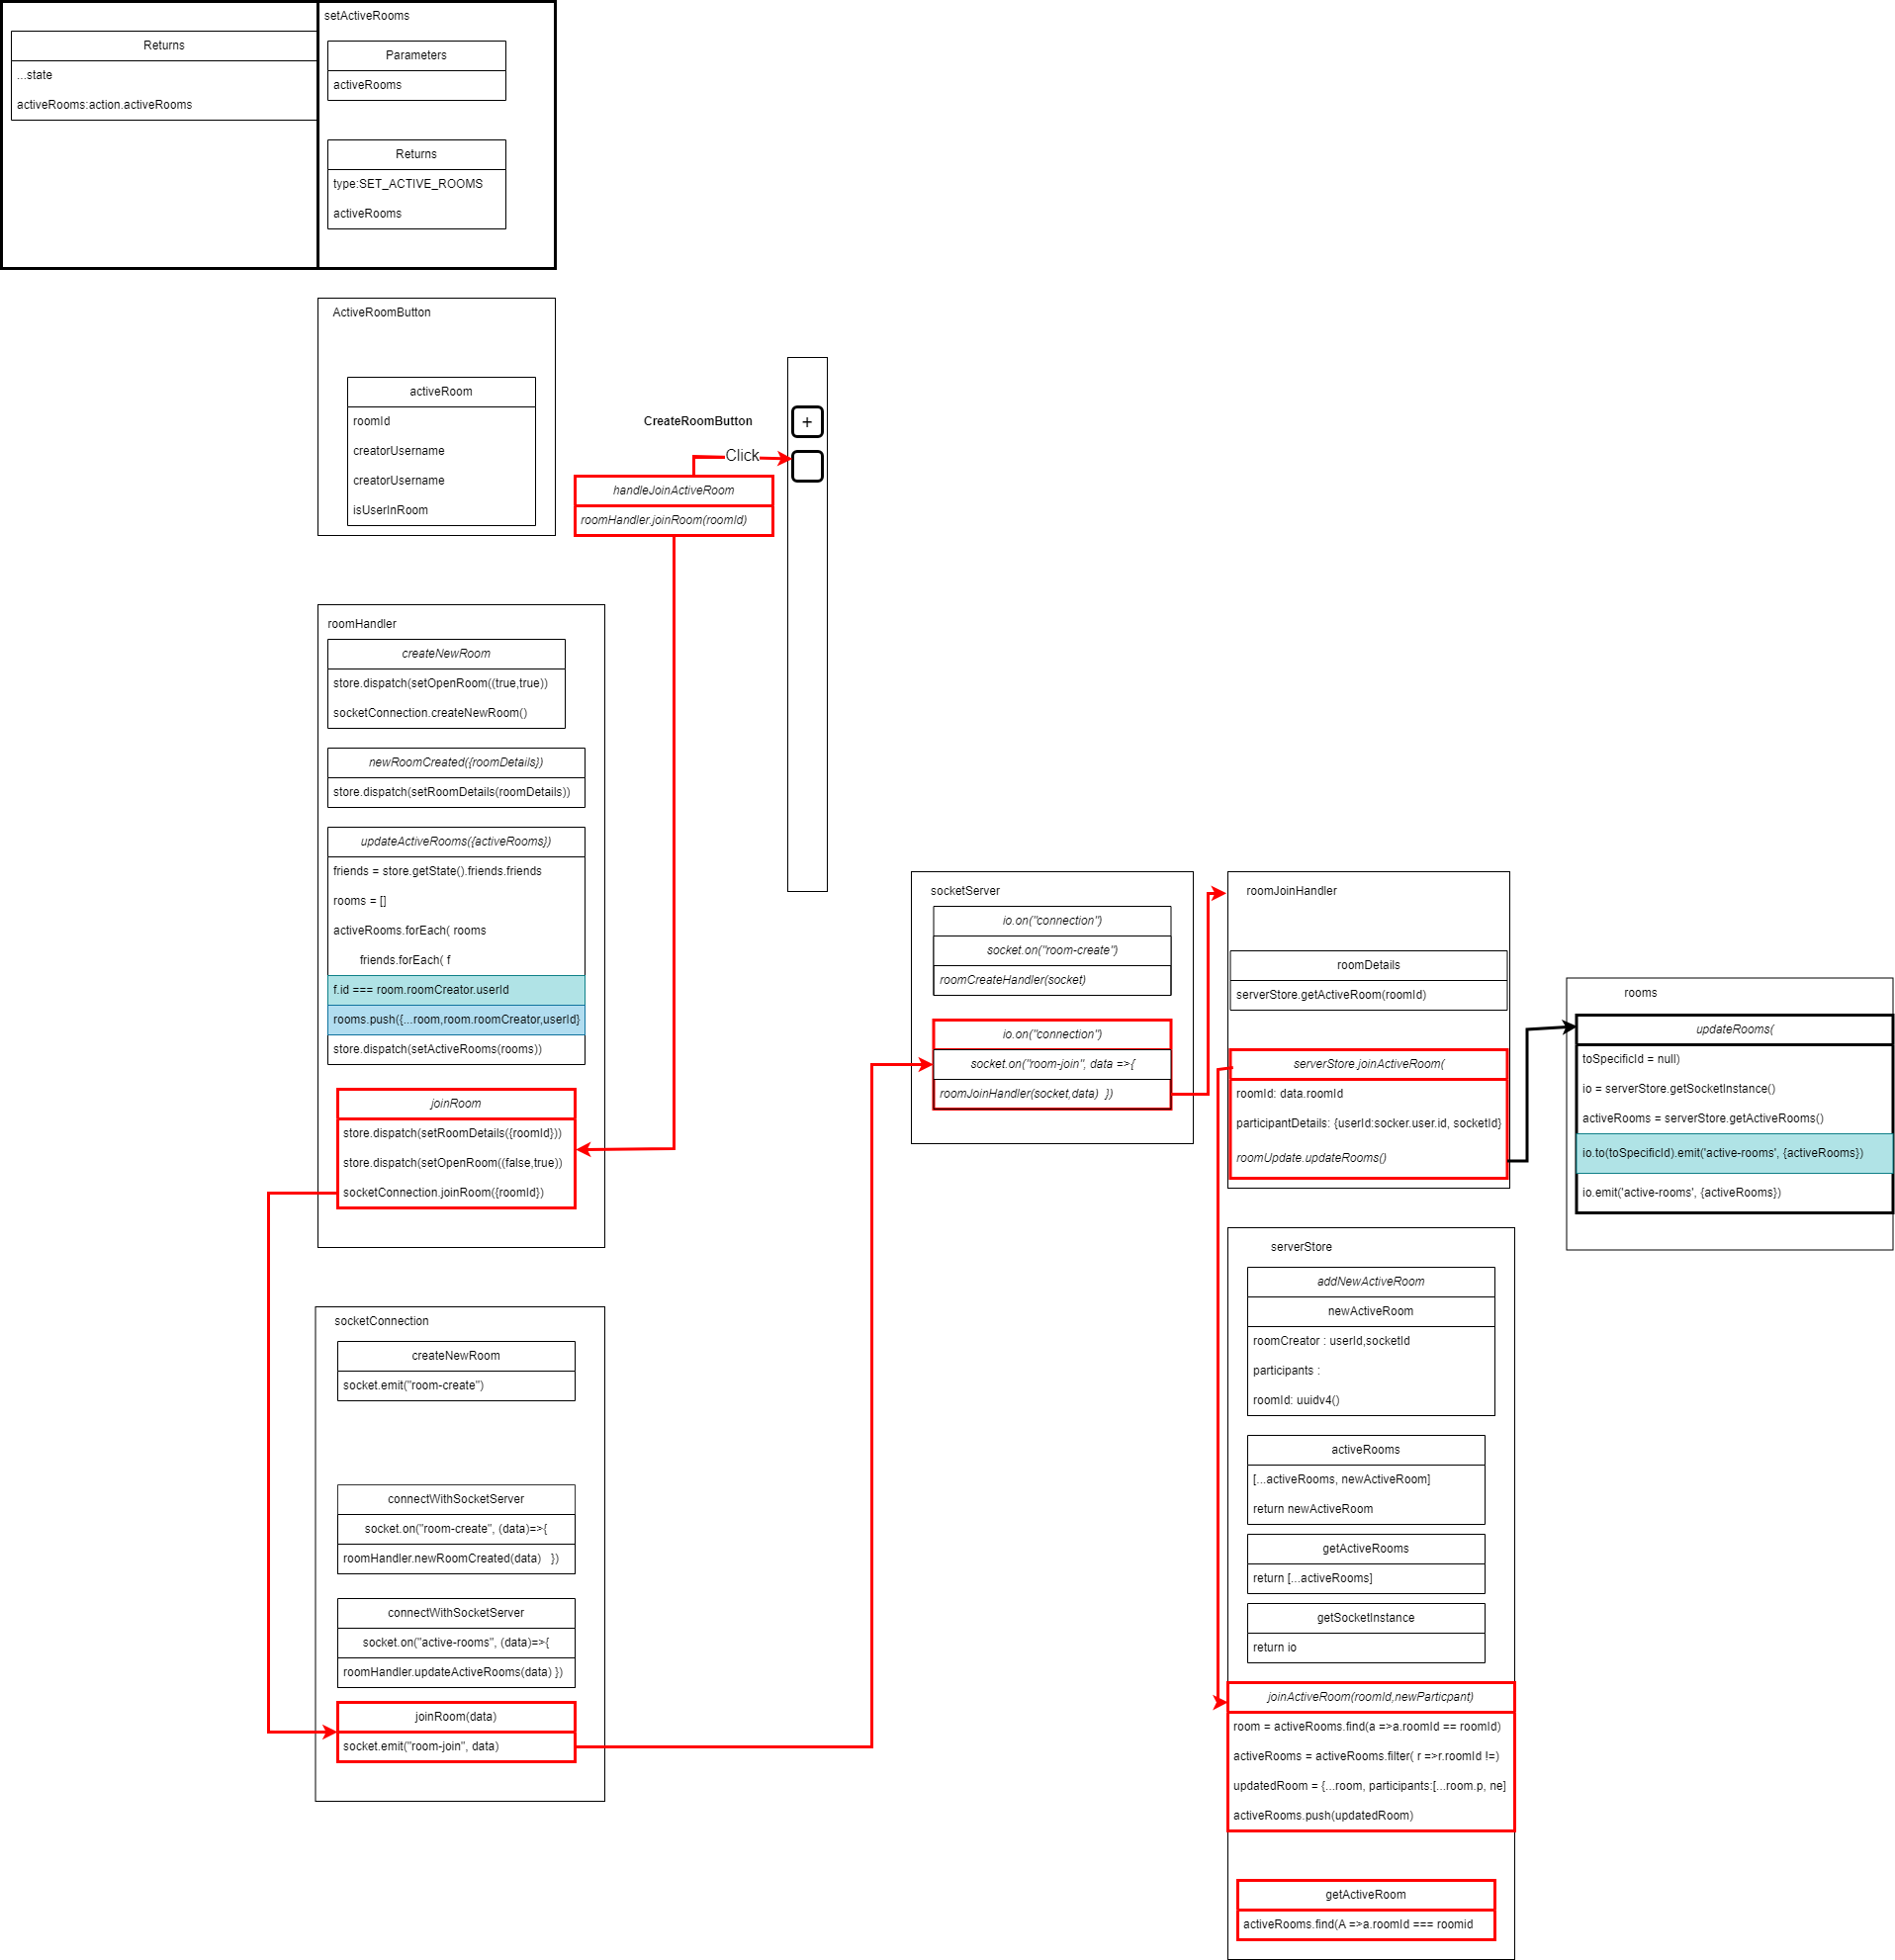 Returns
...state
activeRooms:action.activeRooms
setActiveRooms
Parameters
activeRooms
Returns
type:SET_ACTIVE_ROOMS
activeRooms
ActiveRoomButton
activeRoom
roomId
creatorUsername
creatorUsername
isUserInRoom
CreateRoomButton
+
Click
handleJoinActiveRoom
roomHandler.joinRoom(roomId)
roomHandler
createNewRoom
store.dispatch(setOpenRoom((true,true))
socketConnection.createNewRoom()
newRoomCreated({roomDetails})
store.dispatch(setRoomDetails(roomDetails))
updateActiveRooms({activeRooms})
friends = store.getState().friends.friends
rooms = []
activeRooms.forEach( rooms
friends.forEach( f
f.id === room.roomCreator.userId
rooms.push({...room,room.roomCreator,userId}
store.dispatch(setActiveRooms(rooms))
joinRoom
store.dispatch(setRoomDetails({roomId}))
store.dispatch(setOpenRoom((false,true))
socketConnection.joinRoom({roomId})
socketConnection
createNewRoom
socket.emit("room-create")
connectWithSocketServer
socket.on("room-create", (data)=>{
roomHandler.newRoomCreated(data)   })
connectWithSocketServer
socket.on("active-rooms", (data)=>{
roomHandler.updateActiveRooms(data) })
joinRoom(data)
socket.emit("room-join", data)
socketServer
io.on("connection")
socket.on("room-create")
roomCreateHandler(socket)
io.on("connection")
socket.on("room-join", data =>{
roomJoinHandler(socket,data)  })
roomJoinHandler
roomDetails
serverStore.getActiveRoom(roomId)
serverStore.joinActiveRoom(
roomId: data.roomId
participantDetails: {userId:socker.user.id, socketId}
roomUpdate.updateRooms()
rooms
updateRooms(
toSpecificId = null)
io = serverStore.getSocketInstance()
activeRooms = serverStore.getActiveRooms()
io.to(toSpecificId).emit('active-rooms', {activeRooms})
io.emit('active-rooms', {activeRooms})
serverStore
addNewActiveRoom
newActiveRoom
roomCreator : userId,socketId
participants :
roomId: uuidv4()
activeRooms
[...activeRooms, newActiveRoom]
return newActiveRoom
getActiveRooms
return [...activeRooms]
getSocketInstance
return io
joinActiveRoom(roomId,newParticpant)
room = activeRooms.find(a =>a.roomId == roomId)
activeRooms = activeRooms.filter( r =>r.roomId !=)
updatedRoom = {...room, participants:[...room.p, ne]
activeRooms.push(updatedRoom)
getActiveRoom
activeRooms.find(A =>a.roomId === roomid